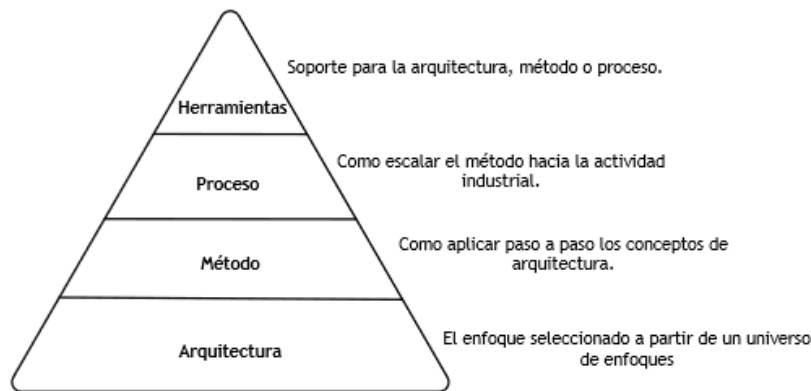 Soporte para la arquitectura, método o proceso.
Herramientas
Como escalar el método hacia la actividad
industrial.
Proceso
Como aplicar paso a paso los conceptos de
arquitectura.
Método
El enfoque seleccionado a partir de un universo
de enfoques
Arquitectura